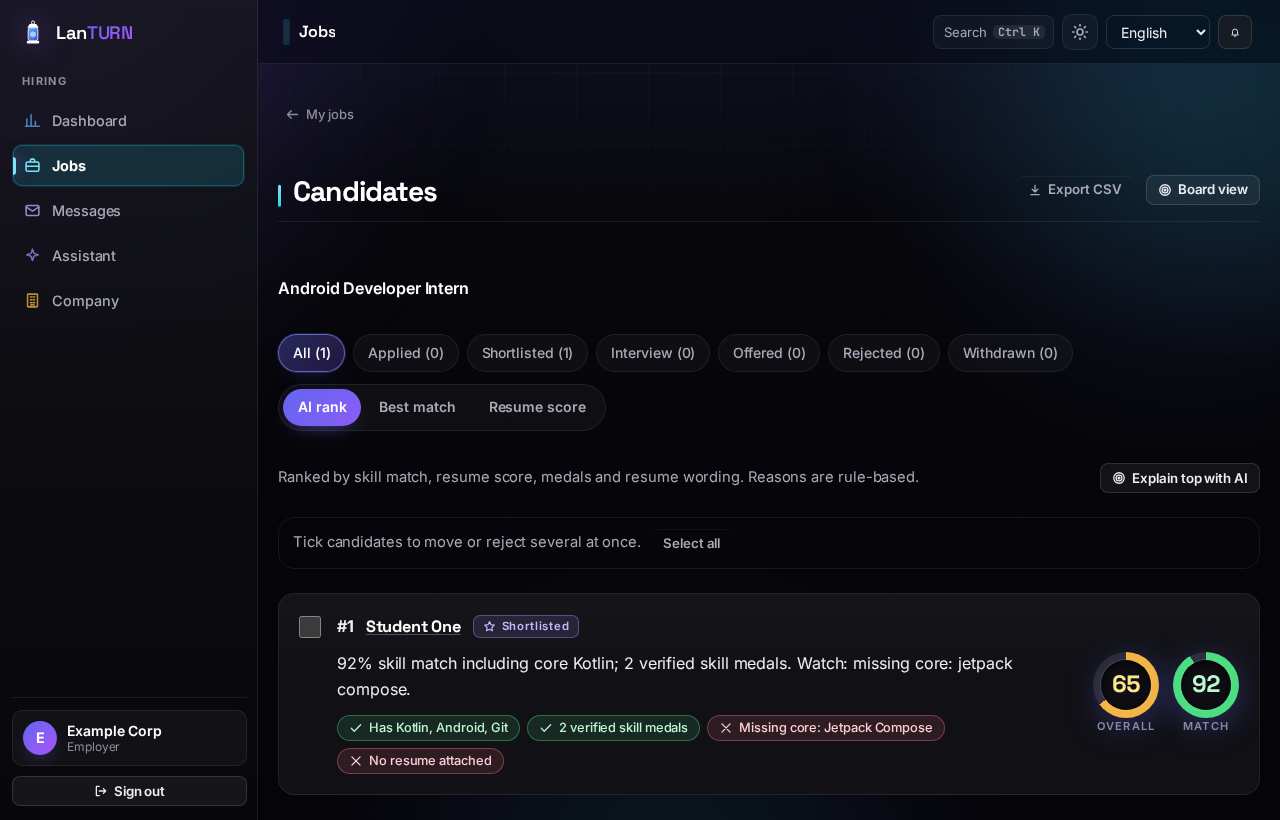 LanTURN
Jobs
Search Ctrl K
English
HIRING
Dashboard
Jobs
Messages
Assistant
Company
My jobs
Candidates
Export CSV
Board view
Android Developer Intern
All (1)
Applied (0)
Shortlisted (1)
Interview (0)
Offered (0)
Rejected (0)
Withdrawn (0)
AI rank
Best match
Resume score
Ranked by skill match, resume score, medals and resume wording. Reasons are rule-based.
Explain top with AI
Tick candidates to move or reject several at once.
Select all
#1 Student One
Shortlisted
92% skill match including core Kotlin; 2 verified skill medals. Watch: missing core: jetpack
compose.
Has Kotlin, Android, Git
2 verified skill medals
Missing core: Jetpack Compose
No resume attached
65
OVERALL
92
MATCH
E
Example Corp
Employer
Sign out